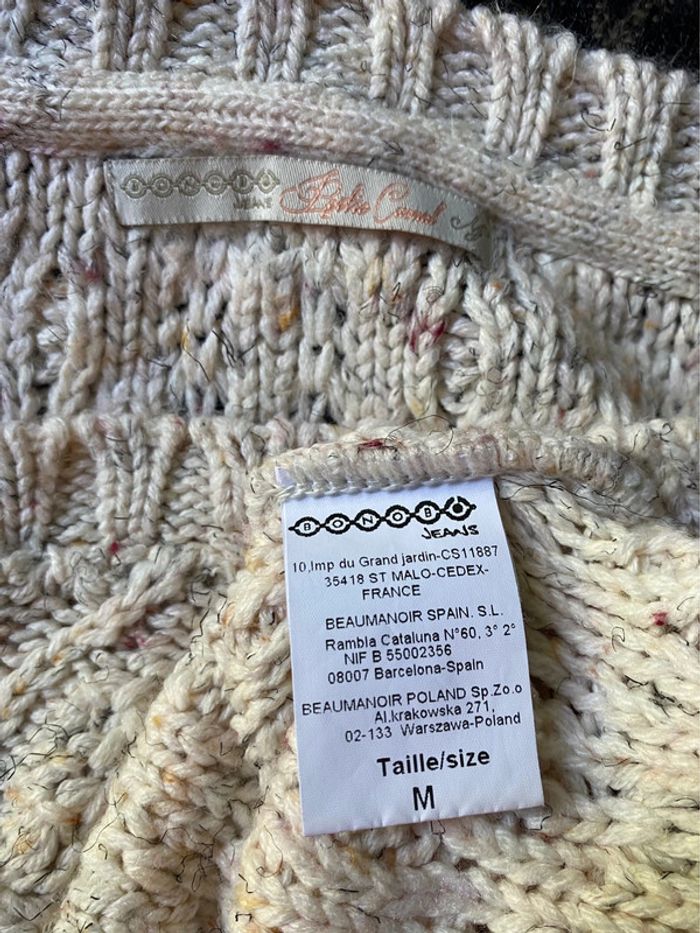 BONOBO
JEANS
BONOBO
JEANS
10,Imp du Grand jardin-CS11887
35418 ST MALO-CEDEX-
FRANCE
BEAUMANOIR SPAIN. S.L.
Rambla Cataluna N°60, 3° 2°
NIF B 55002356
08007 Barcelona-Spain
BEAUMANOIR POLAND Sp.Zo.o
Al.krakowska 271,
02-133 Warszawa-Poland
Taille/size
M